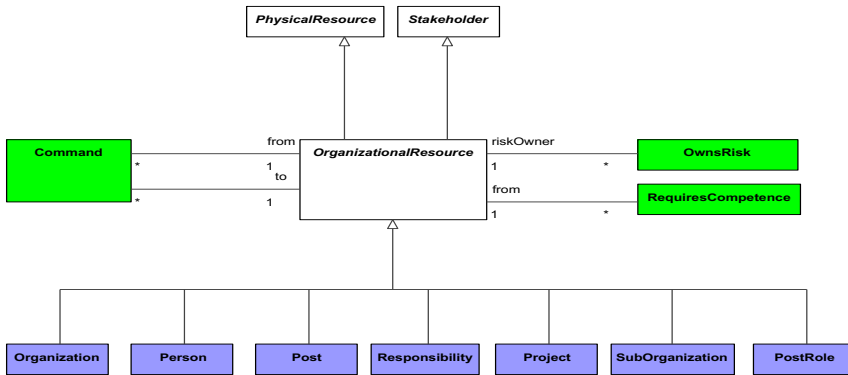 PhysicalResource
Stakeholder
Command
from
OrganizationalResource
riskOwner
OwnsRisk
*
1
1
*
to
from
RequiresCompetence
*
1
1
*
Organization
Person
Post
Responsibility
Project
SubOrganization
PostRole